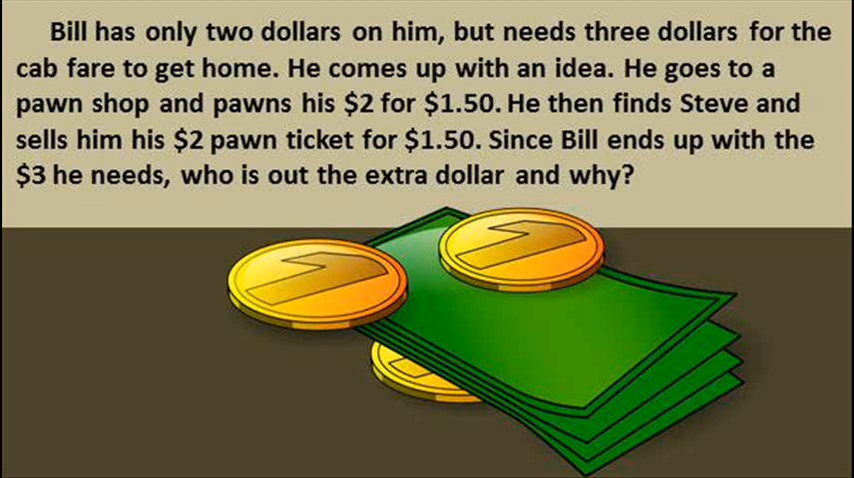 Bill has only two dollars on him, but needs three dollars for the
cab fare to get home. He comes up with an idea. He goes to a
pawn shop and pawns his $2 for $1.50. He then finds Steve and
sells him his $2 pawn ticket for $1.50. Since Bill ends up with the
$3 he needs, who is out the extra dollar and why?